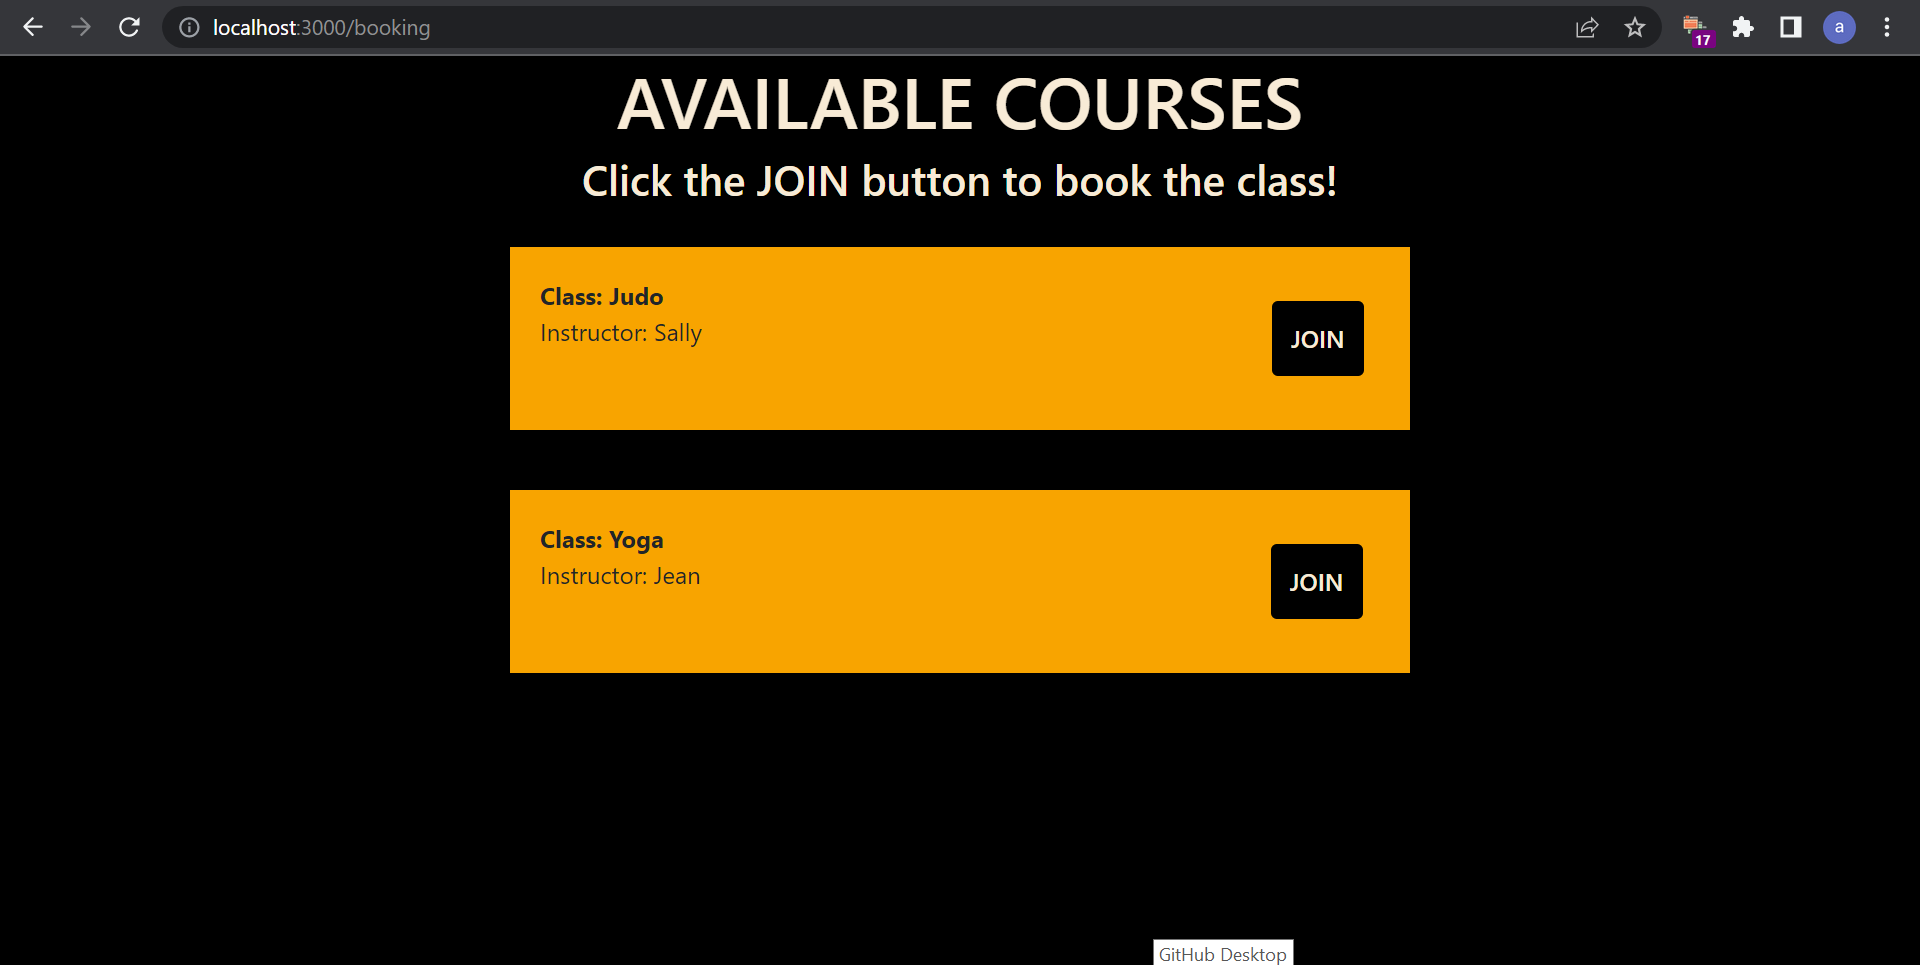 localhost:3000/booking
17
a
AVAILABLE COURSES
Click the JOIN button to book the class!
Class: Judo
Instructor: Sally
JOIN
Class: Yoga
Instructor: Jean
JOIN
GitHub Desktop